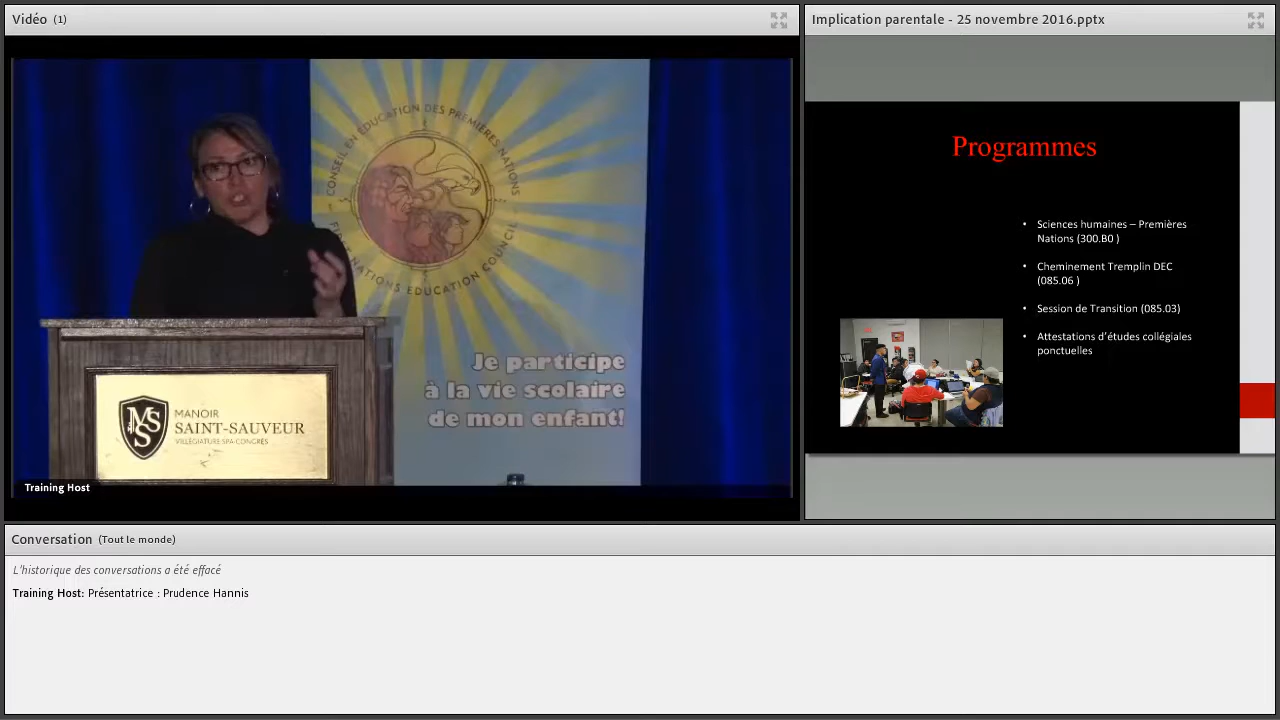 Vidéo (1)
CONSEIL EN ÉDUCATION DES PREMIÈRES NATIONS
NATIONS EDUCATION COUNCIL
Je participe
à la vie scolaire
de mon enfant!
MSS
MANOIR
SAINT-SAUVEUR
VILLÉGIATURE SPA-CONGRÈS
Training Host
Implication parentale - 25 novembre 2016.pptx
Programmes
• Sciences humaines – Premières
Nations (300.B0 )
• Cheminement Tremplin DEC
(085.06 )
• Session de Transition (085.03)
• Attestations d'études collégiales
ponctuelles
Conversation (Tout le monde)
L'historique des conversations a été effacé
Training Host: Présentatrice : Prudence Hannis